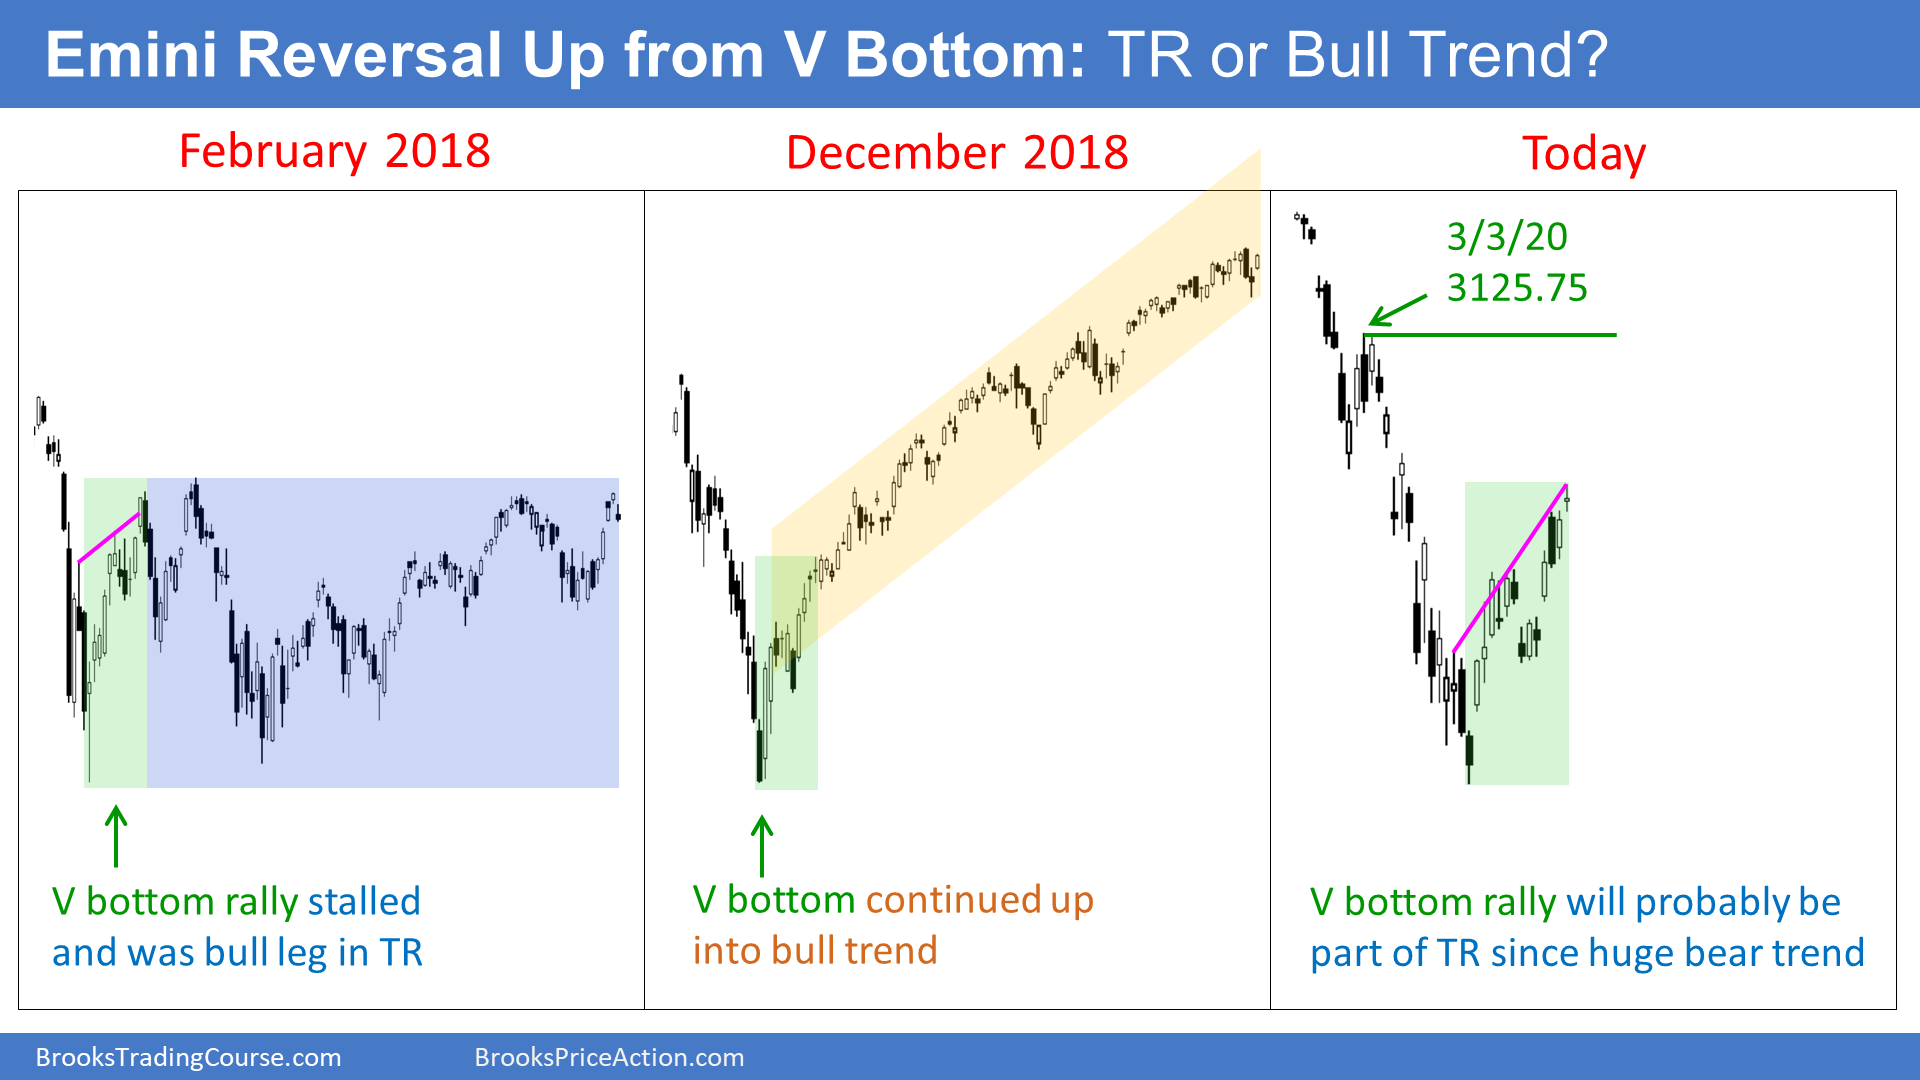 Emini Reversal Up from V Bottom: TR or Bull Trend?
February 2018
December 2018
Today
3/3/20
3125.75
V bottom rally stalled
and was bull leg in TR
V bottom continued up
into bull trend
V bottom rally will probably be
part of TR since huge bear trend
BrooksTradingCourse.com
BrooksPriceAction.com